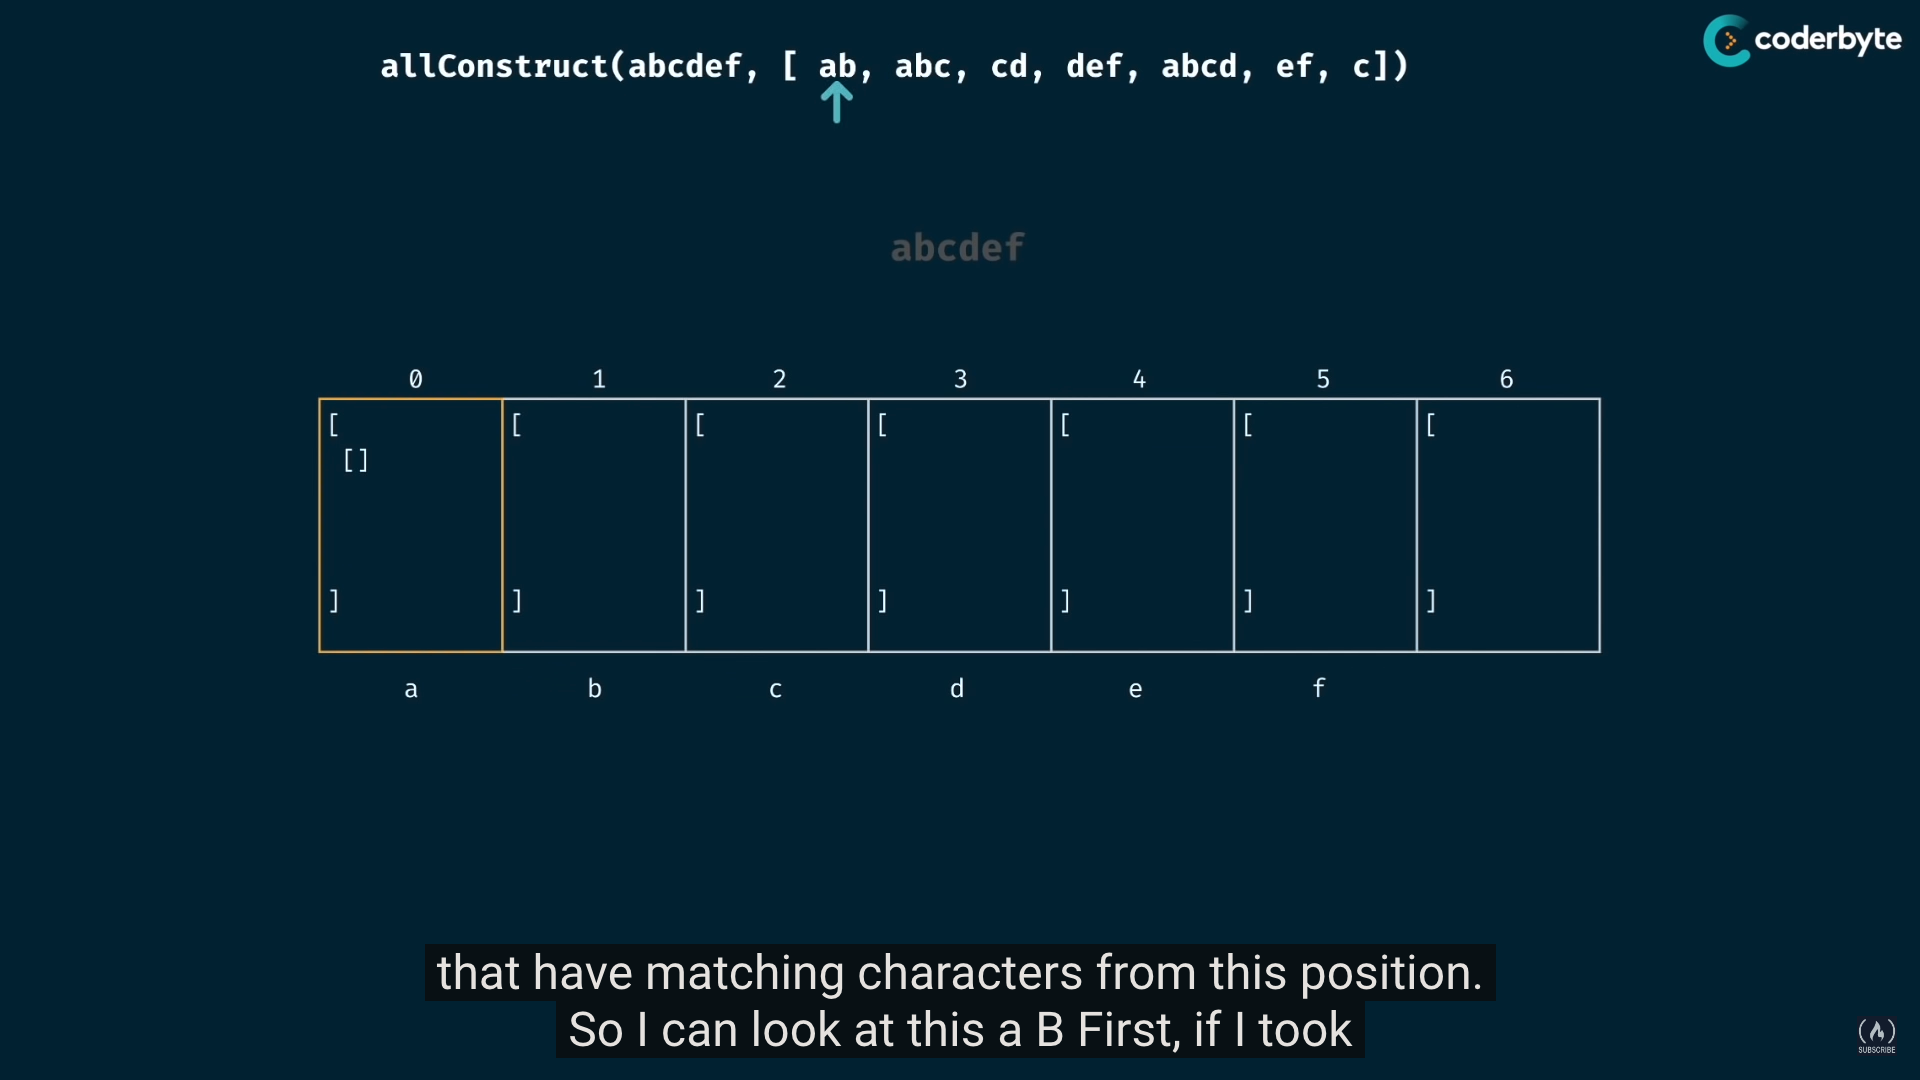 coderbyte
allConstruct(abcdef, [ ab, abc, cd, def, abcd, ef, c])
abcdef
0 1 2 3 4 5 6
[ [ [ [ [ [ [
[]
] ] ] ] ] ] ]
a b c d e f
that have matching characters from this position.
So I can look at this a B First, if I took
SUBSCRIBE